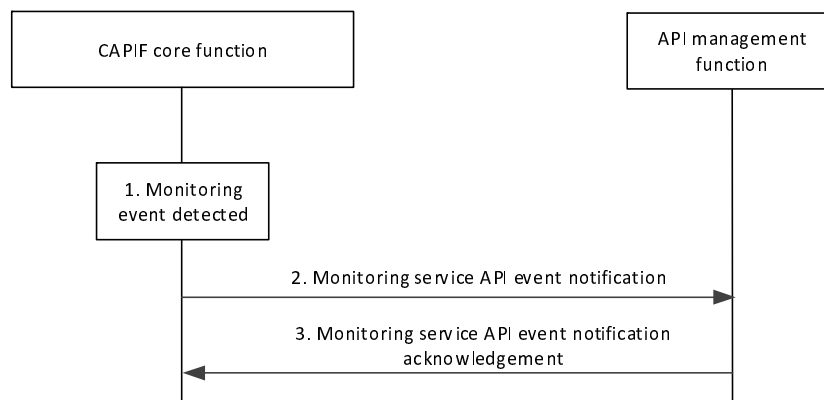 CAPIF core function
API management
function
1. Monitoring
event detected
2. Monitoring service API event notification
3. Monitoring service API event notification
acknowledgement